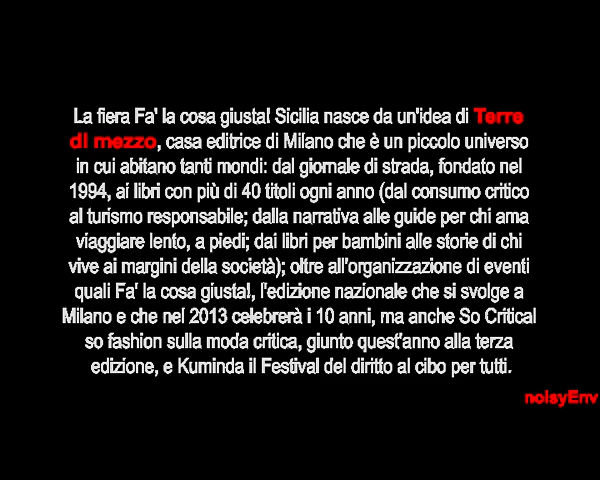 La fiera Fa' la cosa giusta! Sicilia nasce da un'idea di Terre
di mezzo, casa editrice di Milano che è un piccolo universo
in cui abitano tanti mondi: dal giornale di strada, fondato nel
1994, ai libri con più di 40 titoli ogni anno (dal consumo critico
al turismo responsabile; dalla narrativa alle guide per chi ama
viaggiare lento, a piedi; dai libri per bambini alle storie di chi
vive ai margini della società); oltre all'organizzazione di eventi
quali Fa' la cosa giusta!, l'edizione nazionale che si svolge a
Milano e che nel 2013 celebrerà i 10 anni, ma anche So Critical
so fashion sulla moda critica, giunto quest'anno alla terza
edizione, e Kuminda il Festival del diritto al cibo per tutti.
noisyEnv